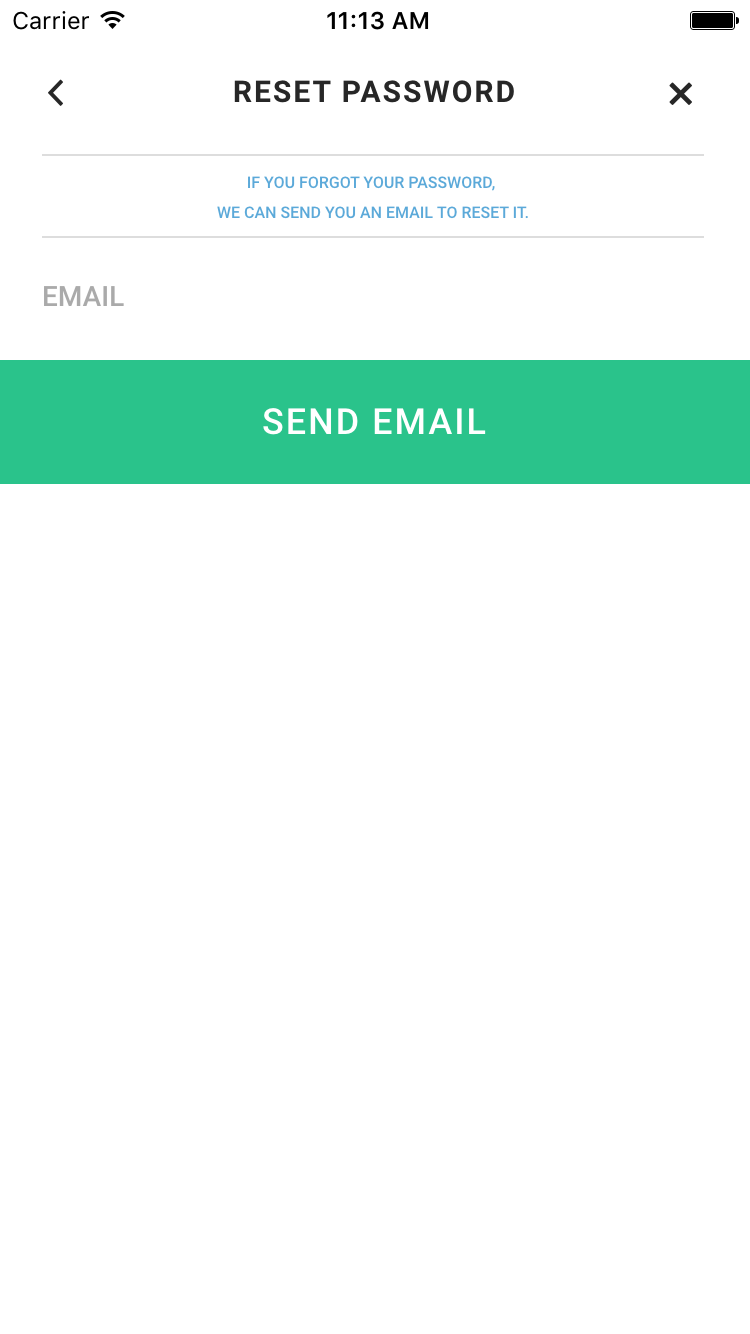 Carrier 11:13 AM
RESET PASSWORD
IF YOU FORGOT YOUR PASSWORD,
WE CAN SEND YOU AN EMAIL TO RESET IT.
EMAIL
SEND EMAIL